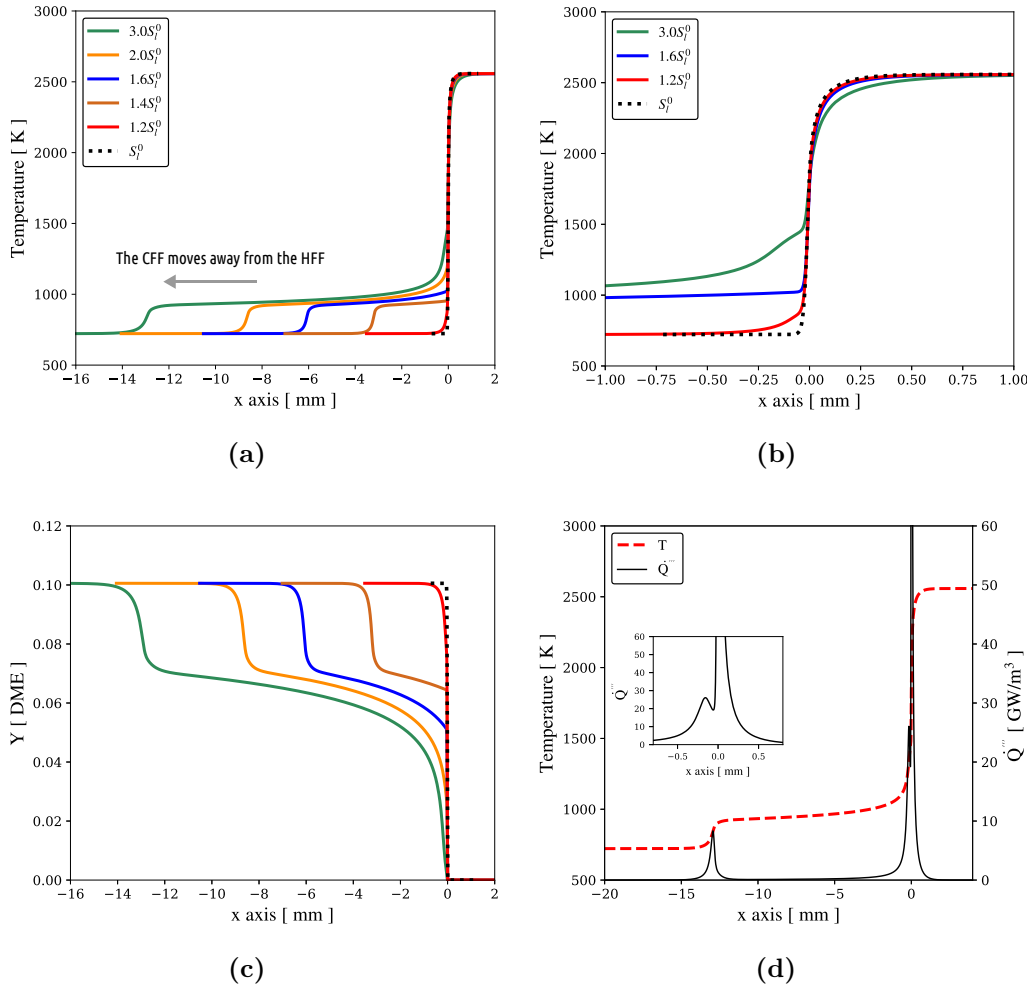 3000
2500
2000
1500
1000
500
Temperature [ K ]
3.0S_l^0
2.0S_l^0
1.6S_l^0
1.4S_l^0
1.2S_l^0
S_l^0
The CFF moves away from the HFF
−16 −14 −12 −10 −8 −6 −4 −2 0 2
x axis [ mm ]
(a)
3000
2500
2000
1500
1000
500
Temperature [ K ]
3.0S_l^0
1.6S_l^0
1.2S_l^0
S_l^0
−1.00 −0.75 −0.50 −0.25 0.00 0.25 0.50 0.75 1.00
x axis [ mm ]
(b)
0.12
0.10
0.08
0.06
0.04
0.02
0.00
Y [ DME ]
−16 −14 −12 −10 −8 −6 −4 −2 0 2
x axis [ mm ]
(c)
3000
2500
2000
1500
1000
500
Temperature [ K ]
T
Q̇'''
60
50
40
30
20
10
0
Q̇'''
−0.5 0.0 0.5
x axis [ mm ]
60
50
40
30
20
10
0
Q̇''' [ GW/m³ ]
−20 −15 −10 −5 0
x axis [ mm ]
(d)